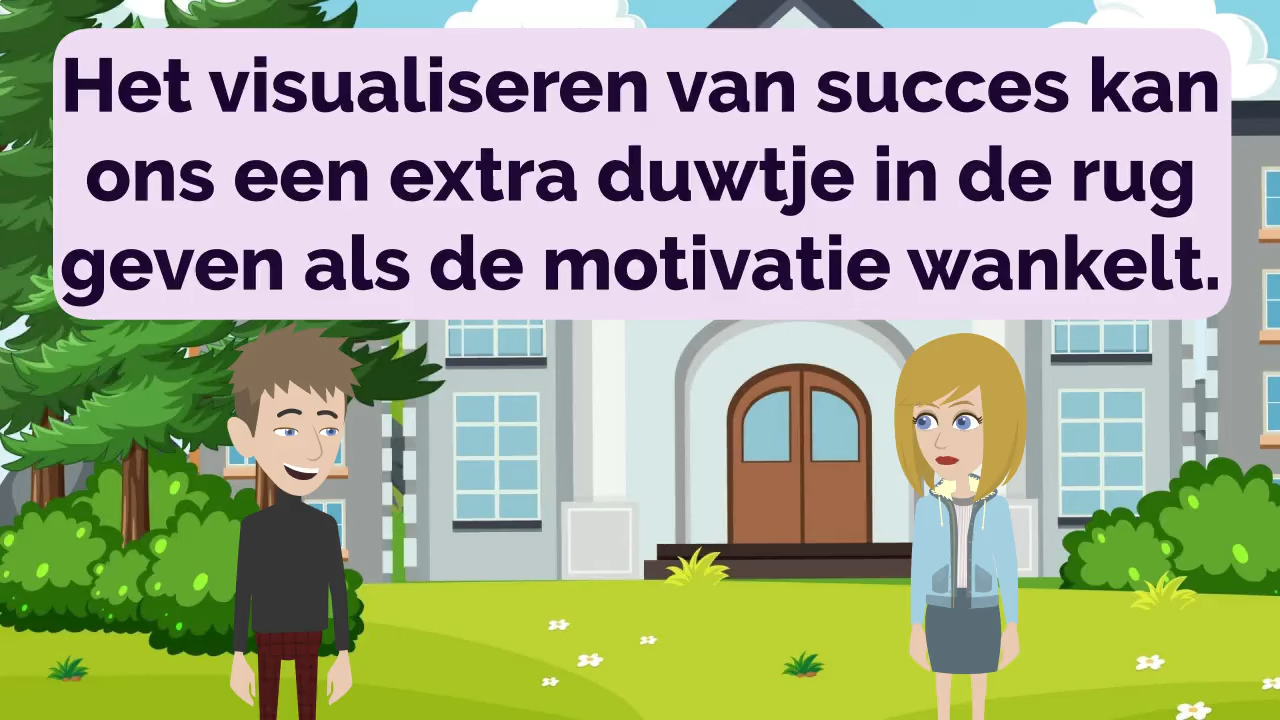 Het visualiseren van succes kan
ons een extra duwtje in de rug
geven als de motivatie wankelt.